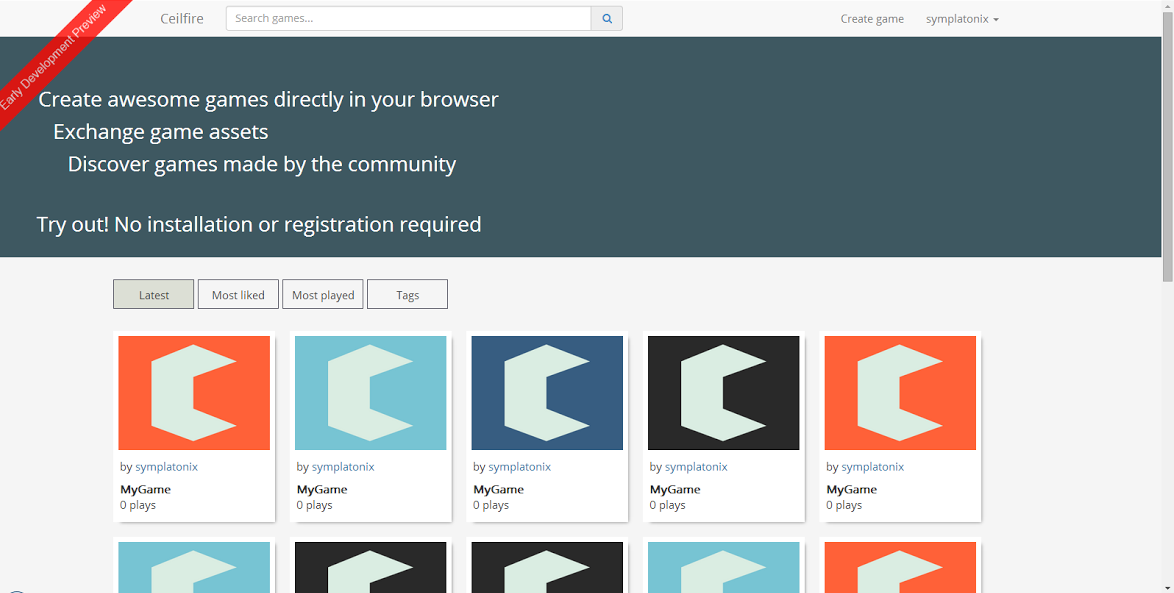 Early Development Preview
Ceilfire
Search games...
Create game
symplatonix
Create awesome games directly in your browser
Exchange game assets
Discover games made by the community
Try out! No installation or registration required
Latest
Most liked
Most played
Tags
by symplatonix
MyGame
0 plays
by symplatonix
MyGame
0 plays
by symplatonix
MyGame
0 plays
by symplatonix
MyGame
0 plays
by symplatonix
MyGame
0 plays